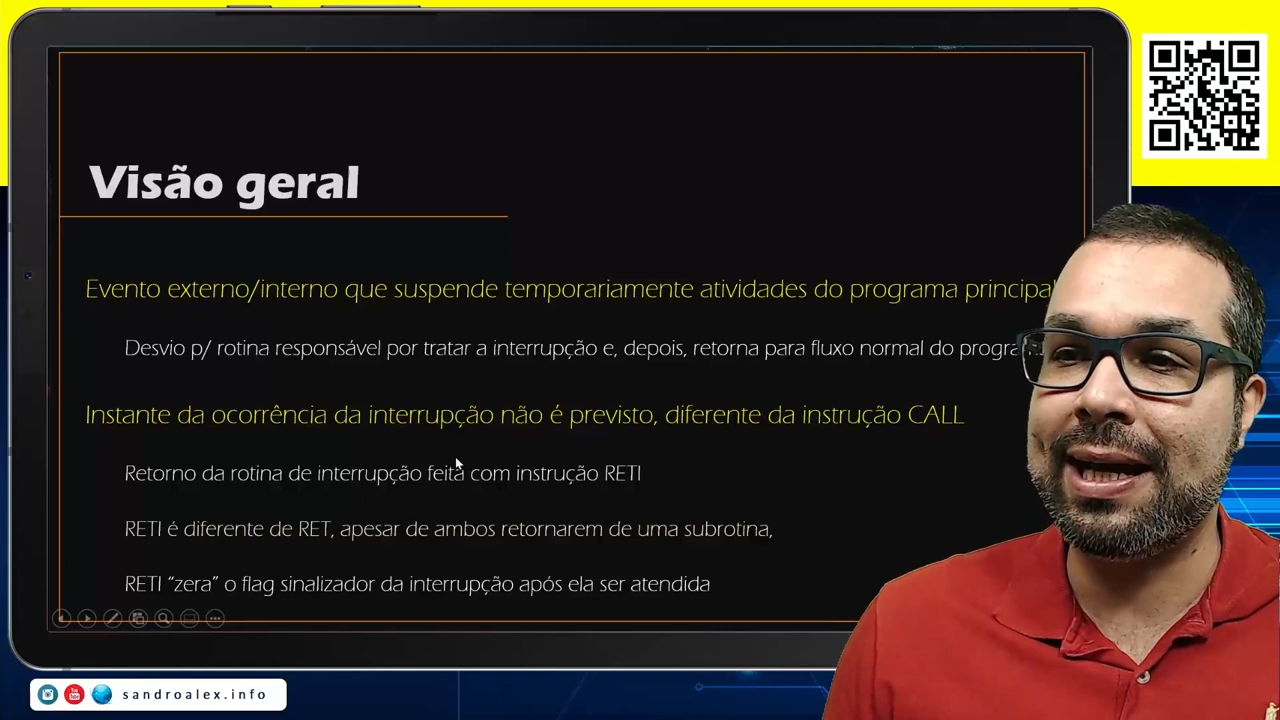 Visão geral
Evento externo/interno que suspende temporariamente atividades do programa principal
Desvio p/ rotina responsável por tratar a interrupção e, depois, retorna para fluxo normal do
Instante da ocorrência da interrupção não é previsto, diferente da instrução CALL
Retorno da rotina de interrupção feita com instrução RETI
RETI é diferente de RET, apesar de ambos retornarem de uma subrotina,
RETI “zera” o flag sinalizador da interrupção após ela ser atendida
sandroalex.info